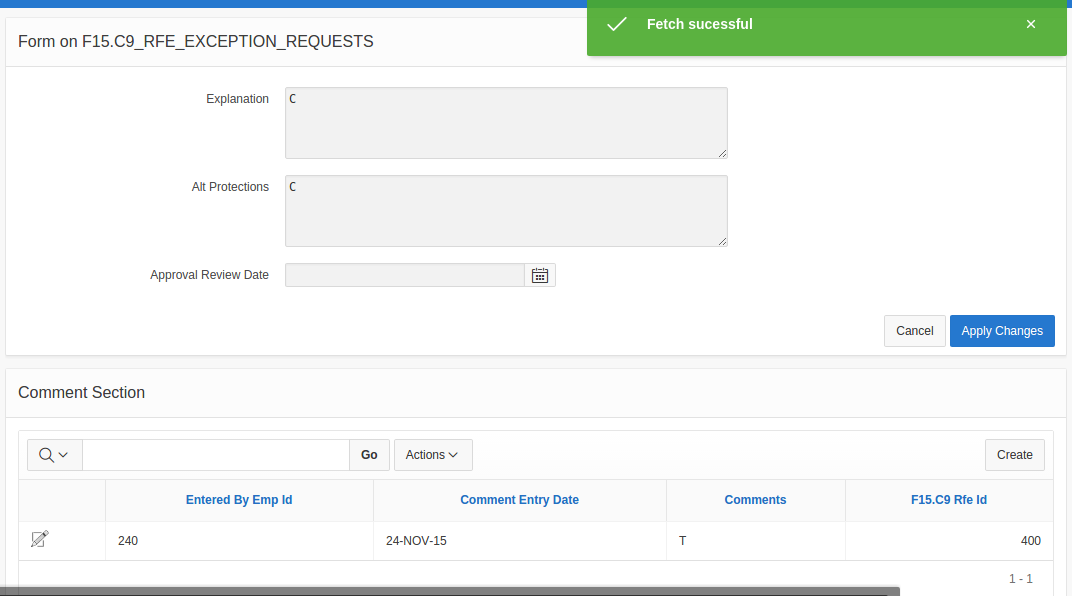 Fetch sucessful
Form on F15.C9_RFE_EXCEPTION_REQUESTS
Explanation C
Alt Protections C
Approval Review Date
Cancel Apply Changes
Comment Section
Go Actions Create
Entered By Emp Id Comment Entry Date Comments F15.C9 Rfe Id
240 24-NOV-15 T 400
1 - 1